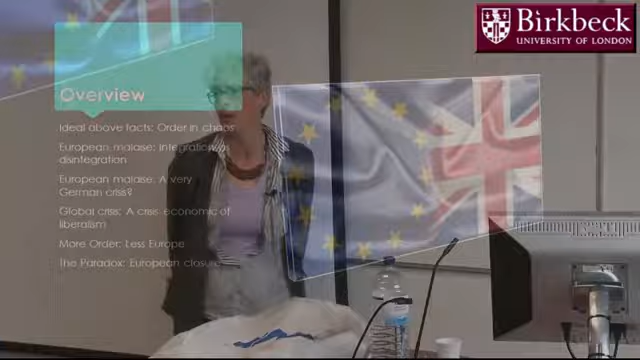 Birkbeck
UNIVERSITY OF LONDON
Overview
Ideal above facts: Order in chaos
European malaise: Integration vs
disintegration
European malaise: A very
German crisis?
Global crisis: A crisis economic of
liberalism
More Order: Less Europe
The Paradox: European closure